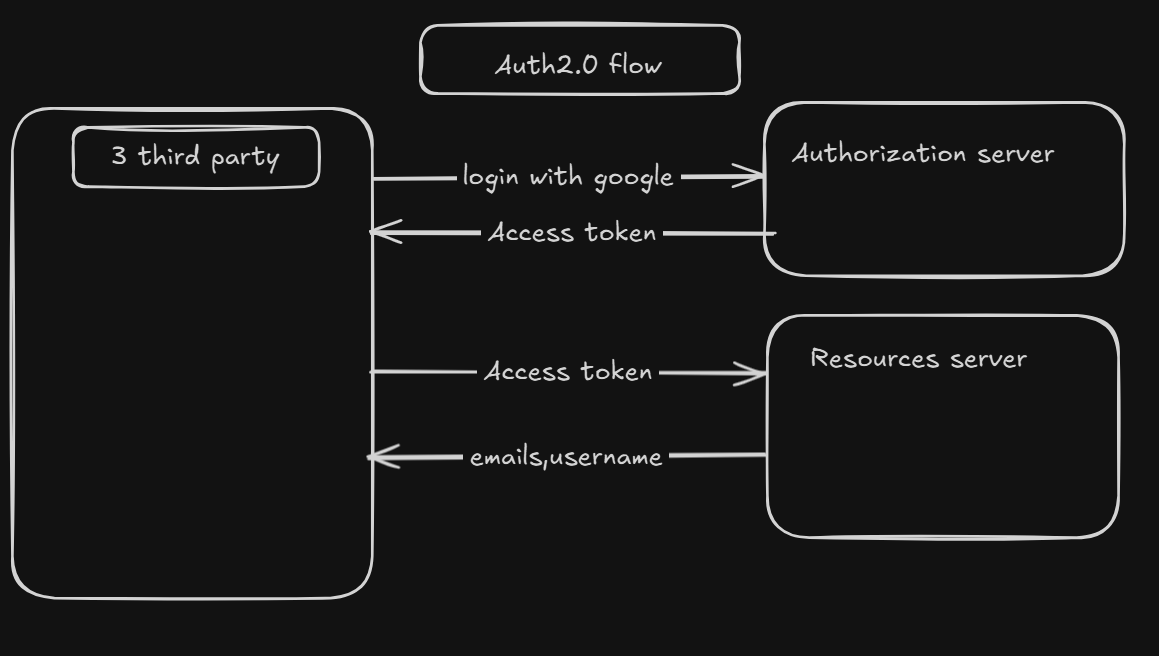 Auth2.0 flow
3 third party
Authorization server
login with google
Access token
Resources server
Access token
emails,username